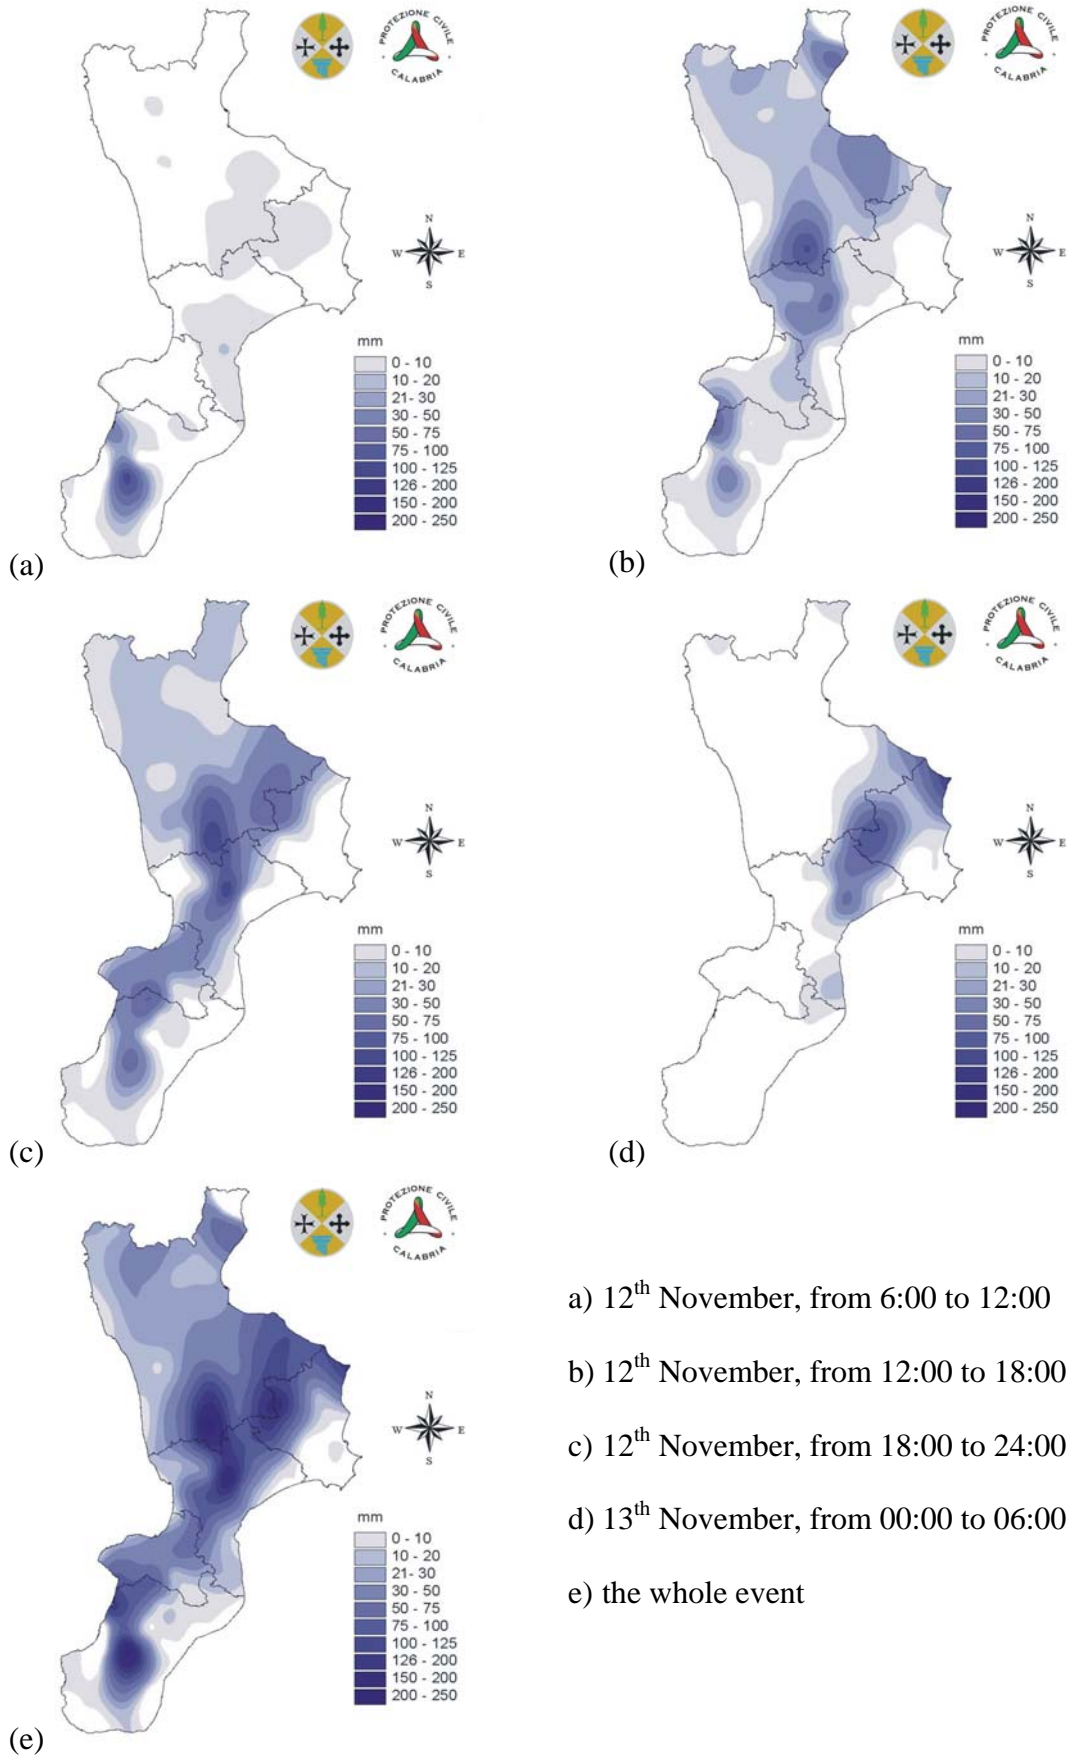 PROTEZIONE CIVILE
CALABRIA
N
W E
S
mm
0 - 10
10 - 20
21- 30
30 - 50
50 - 75
75 - 100
100 - 125
126 - 200
150 - 200
200 - 250
(a)
PROTEZIONE CIVILE
CALABRIA
N
W E
S
mm
0 - 10
10 - 20
21 - 30
30 - 50
50 - 75
75 - 100
100 - 125
126 - 200
150 - 200
200 - 250
(b)
PROTEZIONE CIVILE
CALABRIA
N
W E
S
mm
0 - 10
10 - 20
21- 30
30 - 50
50 - 75
75 - 100
100 - 125
126 - 200
150 - 200
200 - 250
(c)
PROTEZIONE CIVILE
CALABRIA
N
W E
S
mm
0 - 10
10 - 20
21- 30
30 - 50
50 - 75
75 - 100
100 - 125
126 - 200
150 - 200
200 - 250
(d)
PROTEZIONE CIVILE
CALABRIA
N
W E
S
mm
0 - 10
10 - 20
21- 30
30 - 50
50 - 75
75 - 100
100 - 125
126 - 200
150 - 200
200 - 250
(e)
a) 12th November, from 6:00 to 12:00
b) 12th November, from 12:00 to 18:00
c) 12th November, from 18:00 to 24:00
d) 13th November, from 00:00 to 06:00
e) the whole event